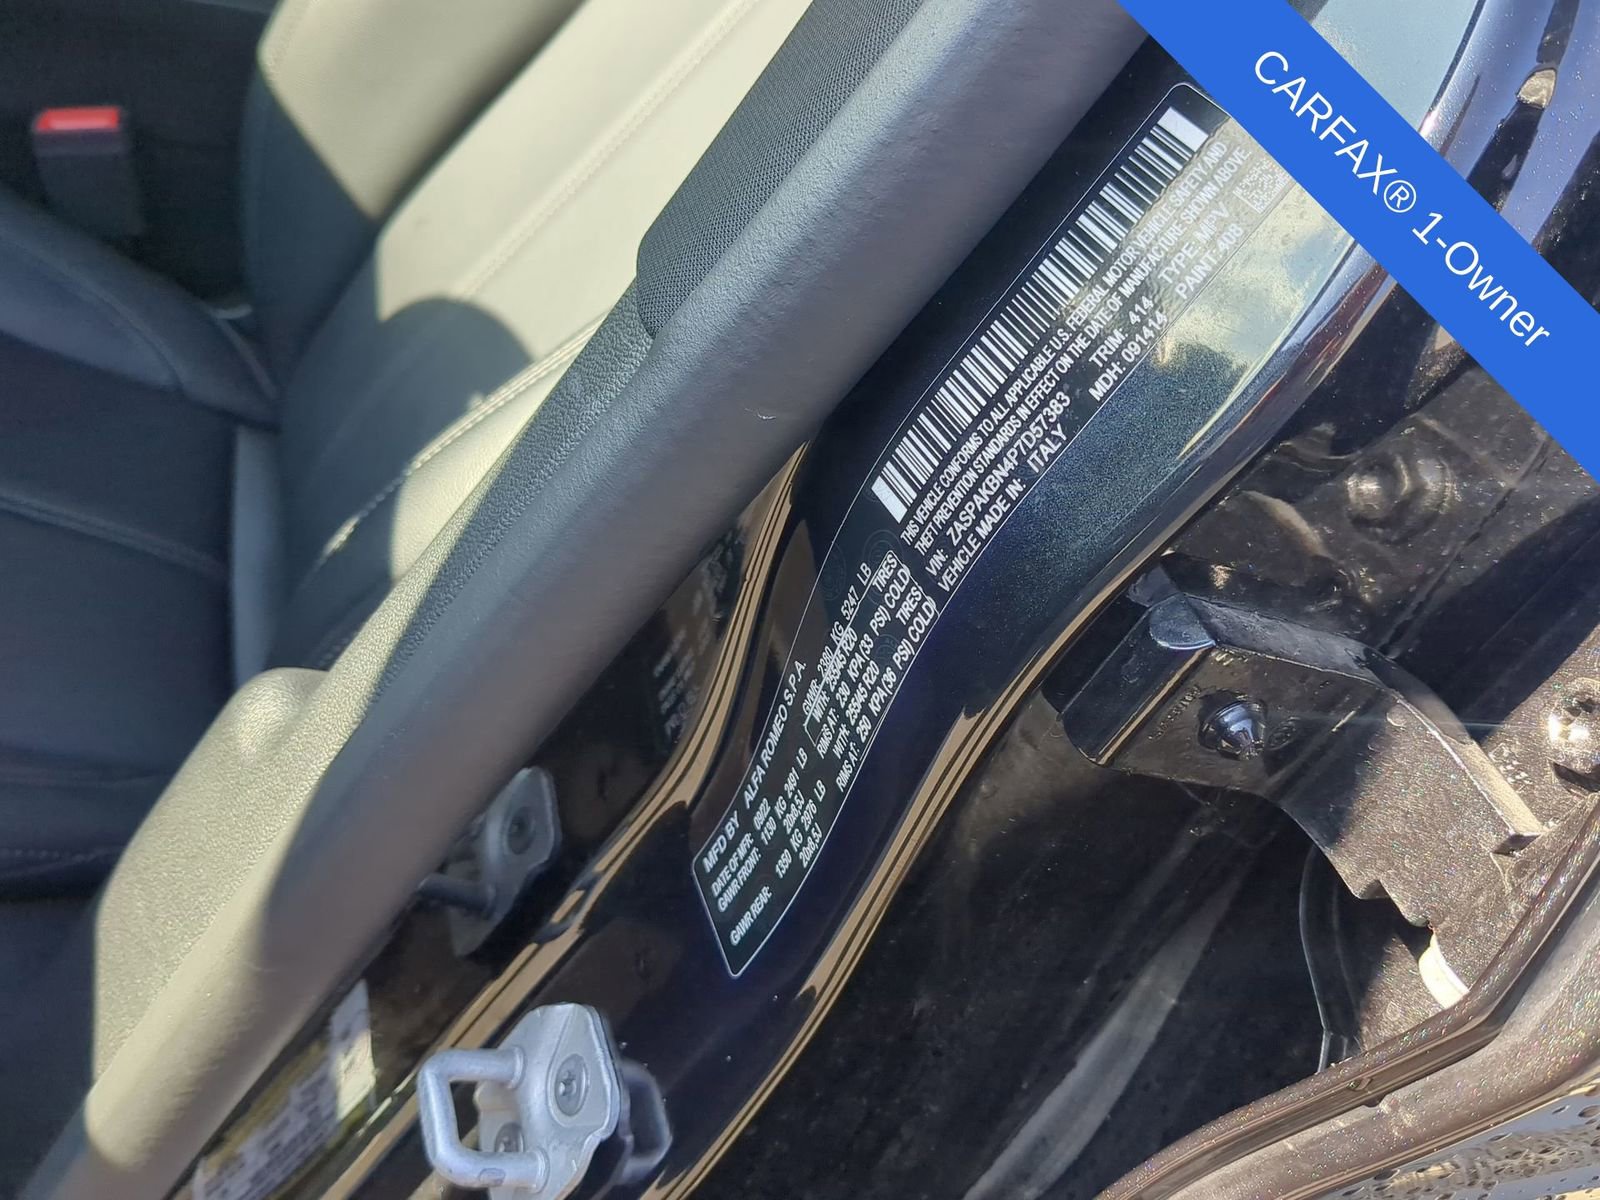 CARFAX® 1-Owner
MFD BY ALFA ROMEO S.P.A.
DATE OF MFR: 09/22 GVWR: 2380 KG 5247 LB
GAWR FRONT: 1130 KG 2491 LB WITH 255/45 R20 TIRES
20x8,5J RIMS AT: 230 KPA (33 PSI) COLD
GAWR REAR: 1350 KG 2976 LB WITH 255/45 R20 TIRES
20x8,5J RIMS AT: 250 KPA (36 PSI) COLD
THIS VEHICLE CONFORMS TO ALL APPLICABLE U.S. FEDERAL MOTOR VEHICLE SAFETY, AND
THEFT PREVENTION STANDARDS IN EFFECT ON THE DATE OF MANUFACTURE SHOWN ABOVE.
VIN: ZASPAKBN4P7D57383 TRIM: 414 TYPE: MPV
VEHICLE MADE IN: ITALY MDH: 091414 PAINT: 408